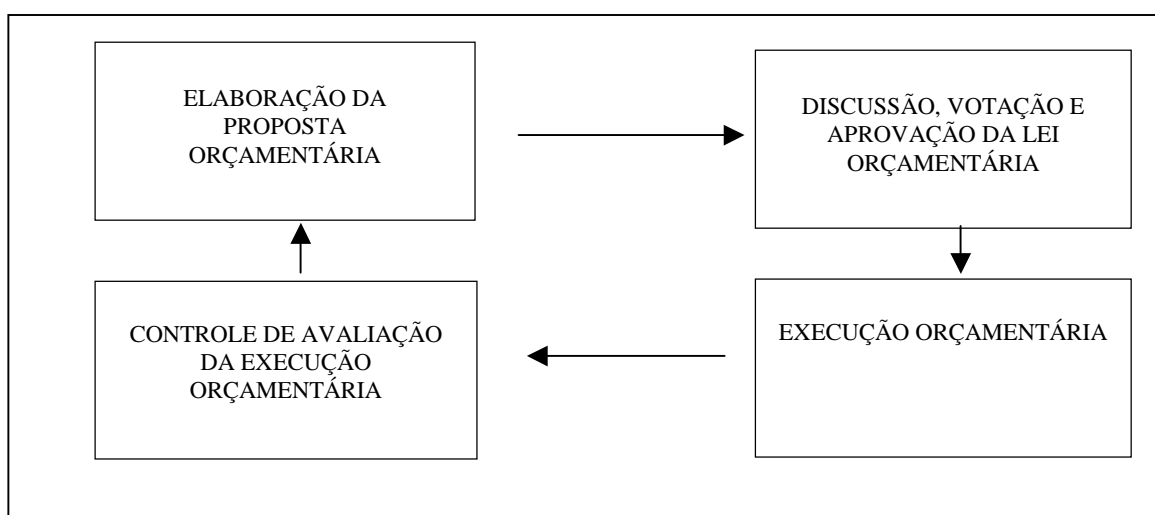 ELABORAÇÃO DA
PROPOSTA
ORÇAMENTÁRIA
DISCUSSÃO, VOTAÇÃO E
APROVAÇÃO DA LEI
ORÇAMENTÁRIA
CONTROLE DE AVALIAÇÃO
DA EXECUÇÃO
ORÇAMENTÁRIA
EXECUÇÃO ORÇAMENTÁRIA